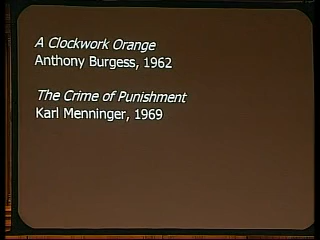 A Clockwork Orange
Anthony Burgess, 1962
The Crime of Punishment
Karl Menninger, 1969